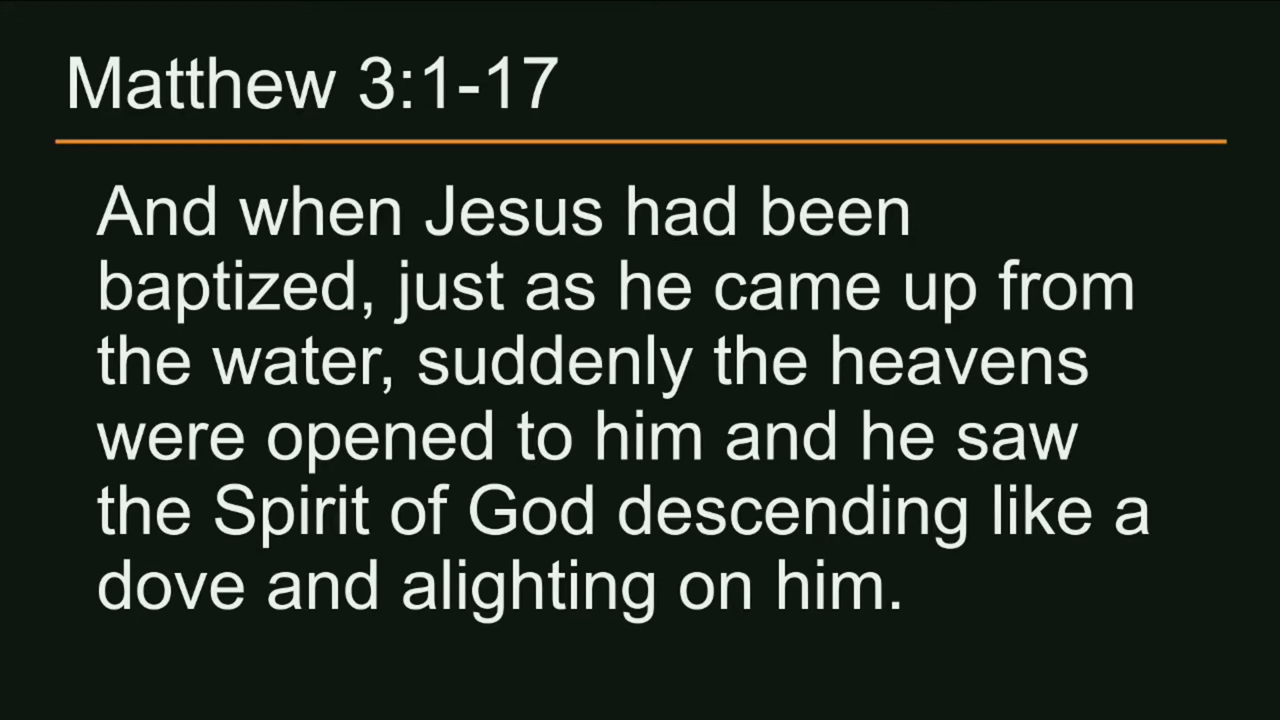 Matthew 3:1-17
And when Jesus had been
baptized, just as he came up from
the water, suddenly the heavens
were opened to him and he saw
the Spirit of God descending like a
dove and alighting on him.